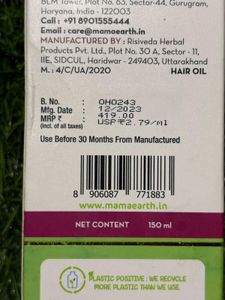 BLM Tower, Plot No. 63, Sector-44, Gurugram,
Haryana, India - 122003
Call : +91 8901555444
Email : care@mamaearth.in
MANUFACTURED BY : Risiveda Herbal
Products Pvt. Ltd., Plot No. 30 A, Sector - 11,
IIE, SIDCUL, Haridwar - 249403, Uttarakhand
M. : 4/C/UA/2020 HAIR OIL
B. No. : OH0243
Mfg. Date : 12/2023
MRP ₹ : 419.00
(incl. of all taxes) USP ₹2.79/ml
Use Before 30 Months From Manufacture
8 906087 771883
www.mamaearth.in
NET CONTENT 150 ml
PLASTIC POSITIVE : WE RECYCLE
MORE PLASTIC THAN WE USE.